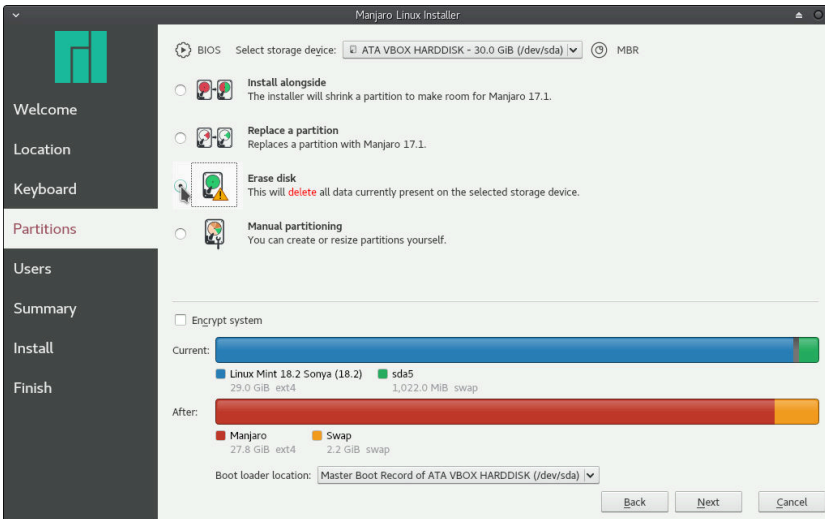 Manjaro Linux Installer
BIOS Select storage device: ATA VBOX HARDDISK - 30.0 GiB (/dev/sda) MBR
Install alongside
The installer will shrink a partition to make room for Manjaro 17.1.
Welcome
Replace a partition
Replaces a partition with Manjaro 17.1.
Location
Erase disk
This will delete all data currently present on the selected storage device.
Keyboard
Partitions
Manual partitioning
You can create or resize partitions yourself.
Users
Summary
Encrypt system
Install
Current:
Linux Mint 18.2 Sonya (18.2) sda5
29.0 GiB ext4 1,022.0 MiB swap
Finish
After:
Manjaro Swap
27.8 GiB ext4 2.2 GiB swap
Boot loader location: Master Boot Record of ATA VBOX HARDDISK (/dev/sda)
Back Next Cancel